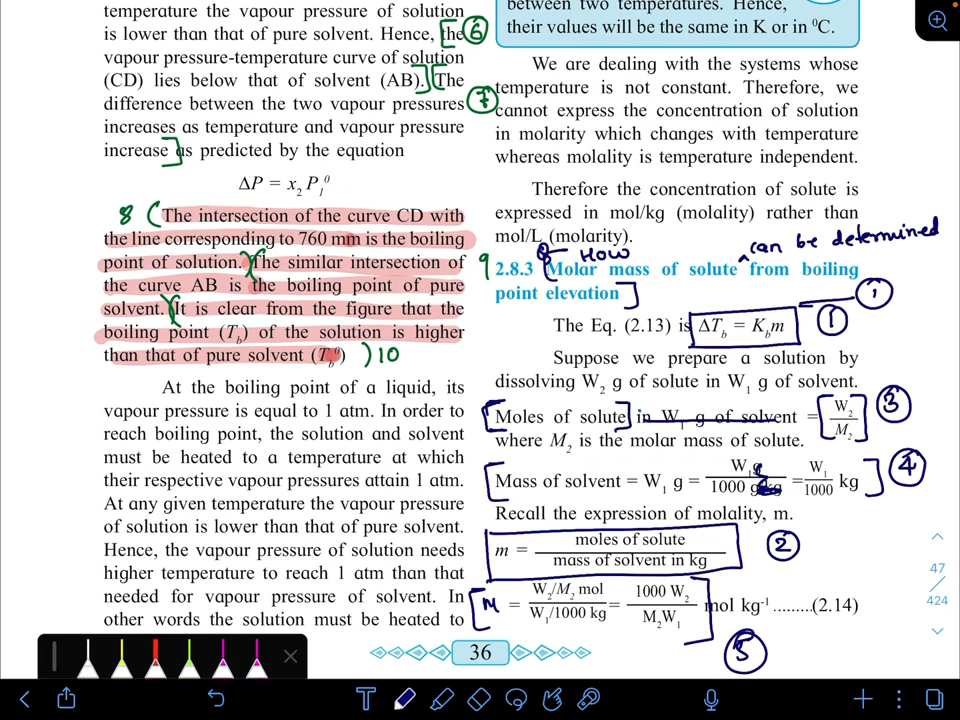 temperature the vapour pressure of solution
is lower than that of pure solvent. Hence, [the 6
vapour pressure-temperature curve of solution
(CD) lies below that of solvent (AB).] [The
difference between the two vapour pressures 7
increases as temperature and vapour pressure
increase] as predicted by the equation
ΔP = x₂ P₁⁰
8 (The intersection of the curve CD with
the line corresponding to 760 mm is the boiling
point of solution.)(The similar intersection of 9
the curve AB is the boiling point of pure
solvent.)(It is clear from the figure that the
boiling point (T_b) of the solution is higher
than that of pure solvent (T_b⁰) )10
At the boiling point of a liquid, its
vapour pressure is equal to 1 atm. In order to
reach boiling point, the solution and solvent
must be heated to a temperature at which
their respective vapour pressures attain 1 atm.
At any given temperature the vapour pressure
of solution is lower than that of pure solvent.
Hence, the vapour pressure of solution needs
higher temperature to reach 1 atm than that
needed for vapour pressure of solvent. In
other words the solution must be heated to
between two temperatures. Hence,
their values will be the same in K or in ⁰C.
We are dealing with the systems whose
temperature is not constant. Therefore, we
cannot express the concentration of solution
in molarity which changes with temperature
whereas molality is temperature independent.
Therefore the concentration of solute is
expressed in mol/kg (molality) rather than
mol/L (molarity).
Q How can be determined
2.8.3 [Molar mass of solute ^ from boiling
point elevation]
The Eq. (2.13) is ΔT_b = K_b m 1 1
Suppose we prepare a solution by
dissolving W₂ g of solute in W₁ g of solvent.
[Moles of solute] in W₁ g of solvent = [W₂/M₂] 3
where M₂ is the molar mass of solute.
[Mass of solvent = W₁ g = W₁g/1000 g = W₁/1000 kg] 4
Recall the expression of molality, m.
m = moles of solute/mass of solvent in kg 2
[M = W₂/M₂ mol/W₁/1000 kg = 1000 W₂/M₂W₁] mol kg⁻¹ .........(2.14)
5
36
47
424
T